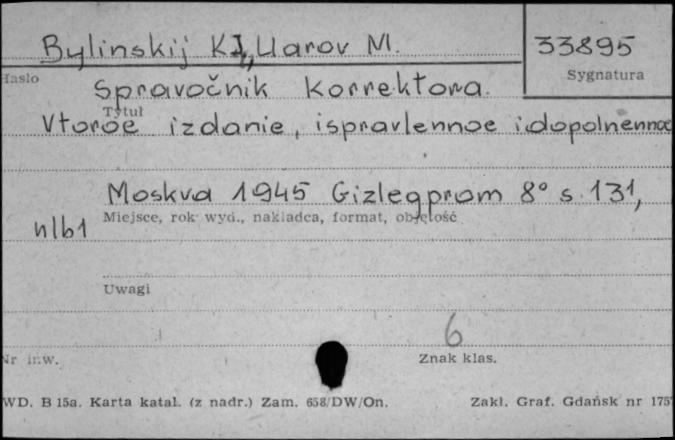 Bylinskij K.I., Uarov M.
33895
Hasło
Sygnatura
Spravočnik korrektora.
Tytuł
Vtoroe izdanie, ispravlennoe i dopolnennoe
Moskva 1945 Gizlegprom 8° s. 131,
Miejsce, rok wyd., nakładca, format, objętość
nlb1
Uwagi
6
Nr inw.
Znak klas.
WD. B 15a. Karta katal. (z nadr.) Zam. 658/DW/On.
Zakł. Graf. Gdańsk nr 175